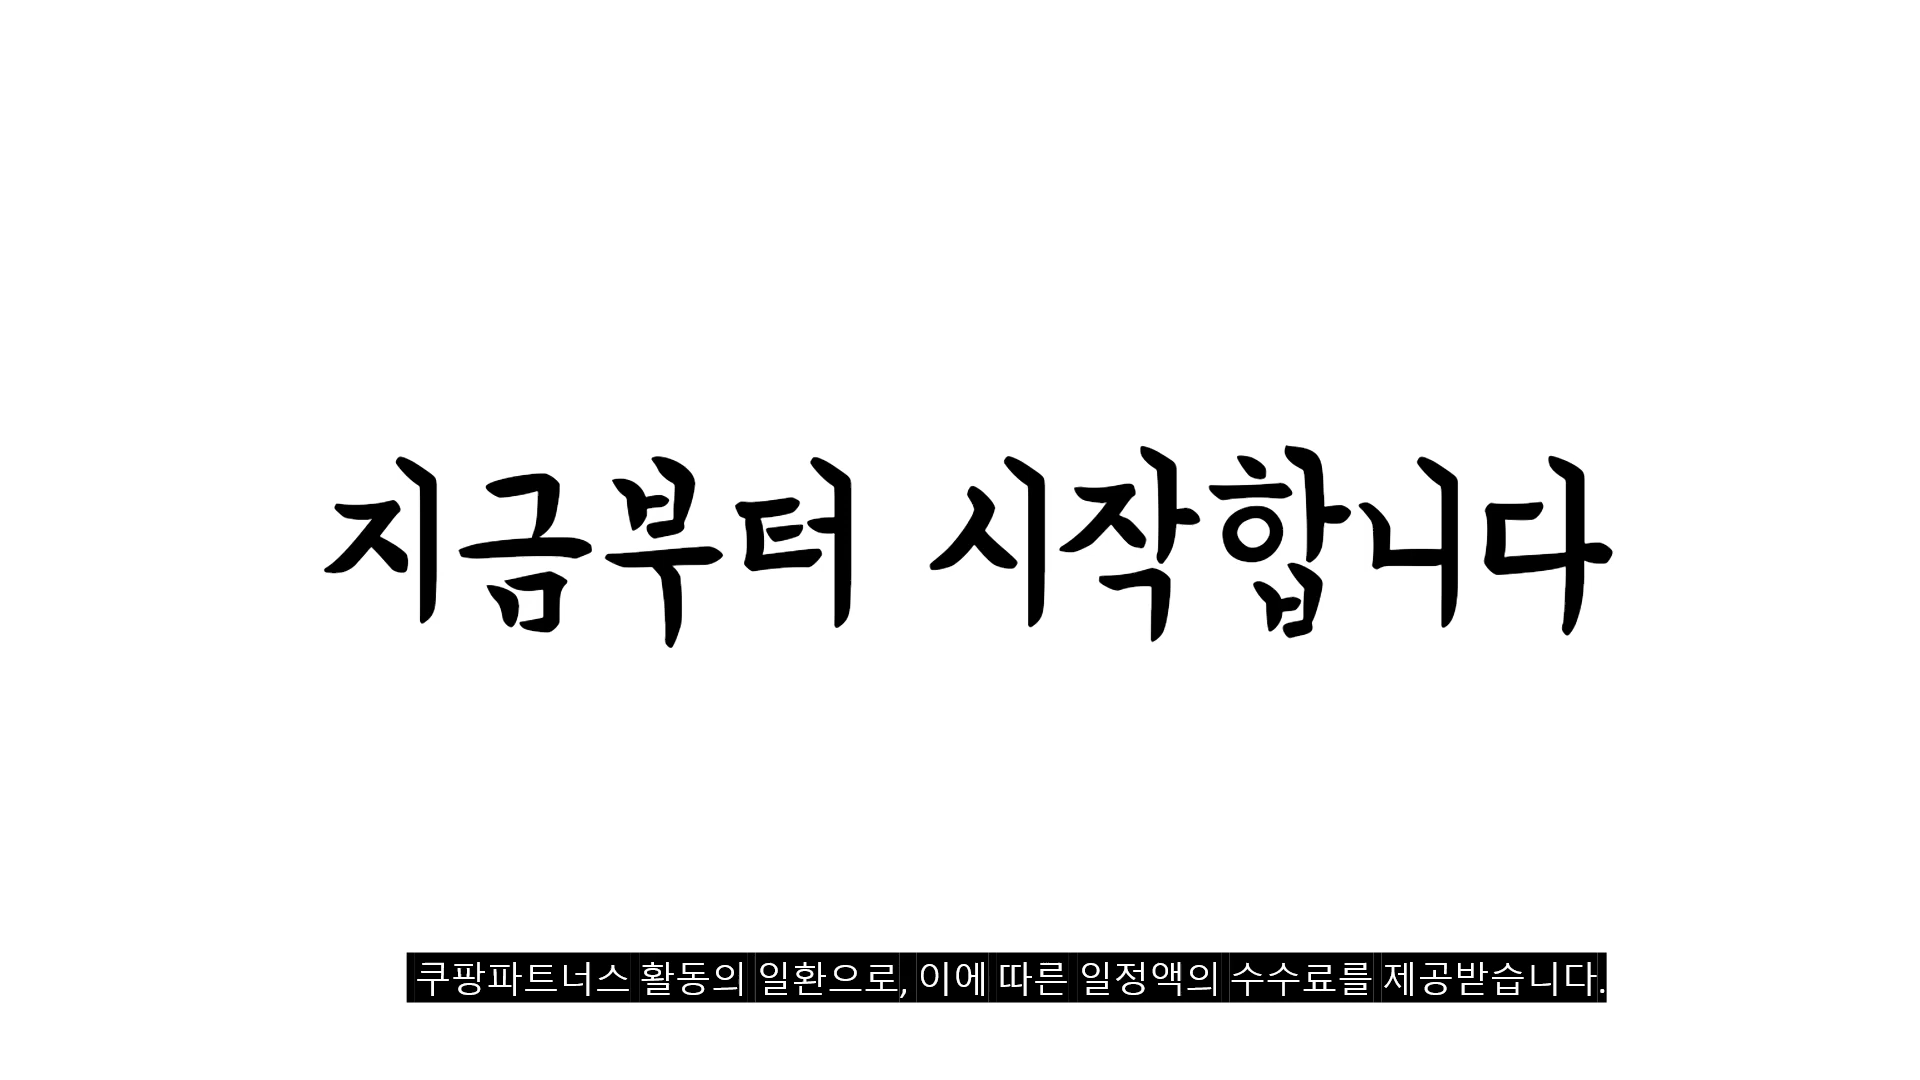 지금부터 시작합니다
쿠팡파트너스 활동의 일환으로, 이에 따른 일정액의 수수료를 제공받습니다.